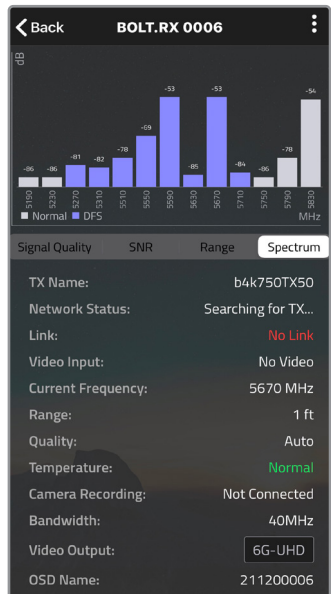 Back BOLT.RX 0006
dB
-86 -86 -81 -82 -78 -69 -53 -85 -53 -84 -86 -78 -54
5190 5230 5270 5310 5510 5550 5590 5630 5670 5710 5750 5790 5830
Normal DFS MHz
Signal Quality SNR Range Spectrum
TX Name: b4k750TX50
Network Status: Searching for TX...
Link: No Link
Video Input: No Video
Current Frequency: 5670 MHz
Range: 1 ft
Quality: Auto
Temperature: Normal
Camera Recording: Not Connected
Bandwidth: 40MHz
Video Output: 6G-UHD
OSD Name: 211200006